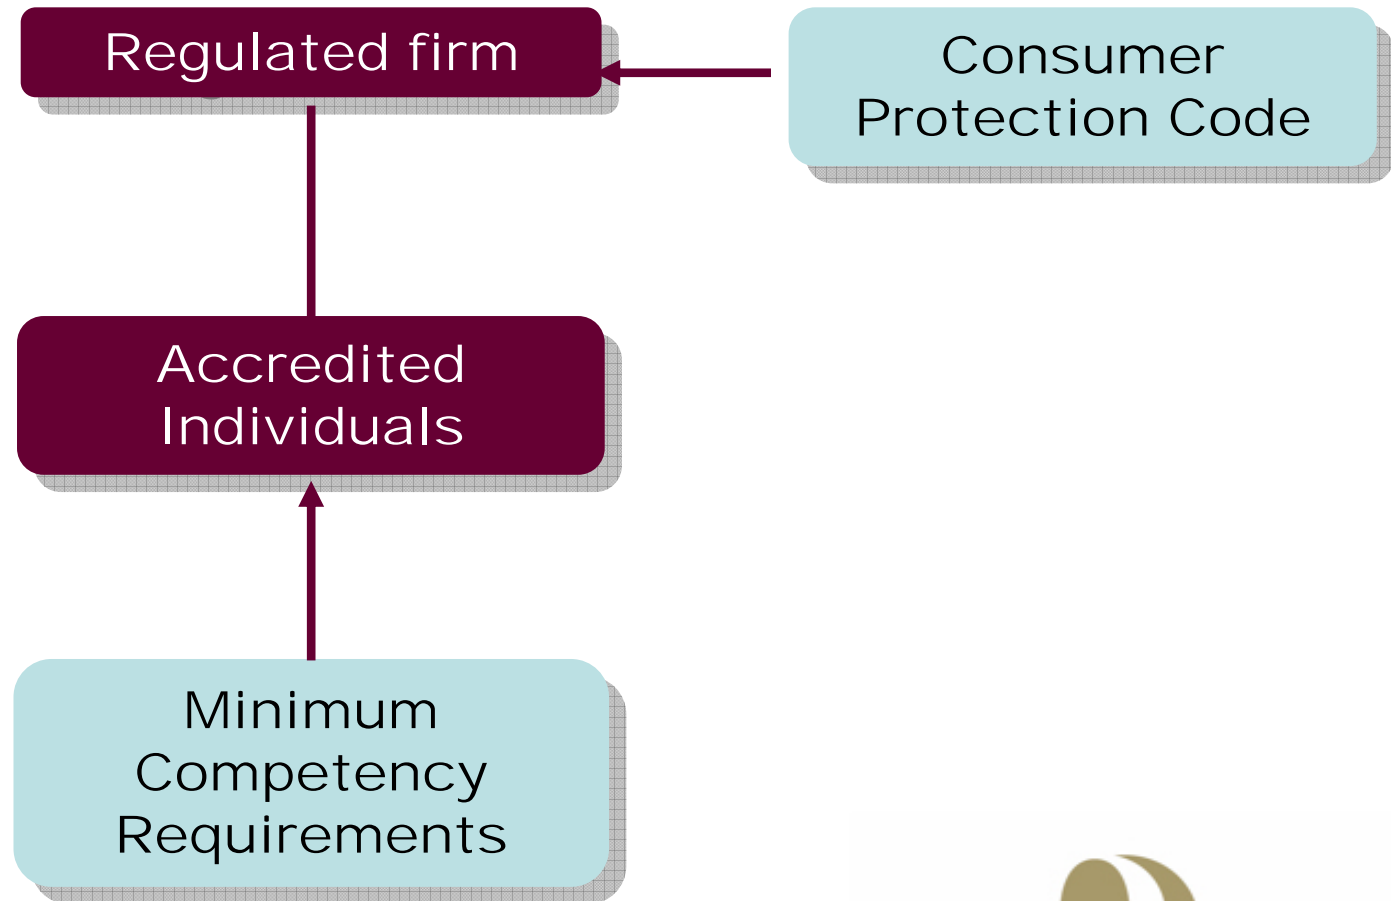 Regulated firm
Consumer
Protection Code
Accredited
Individuals
Minimum
Competency
Requirements